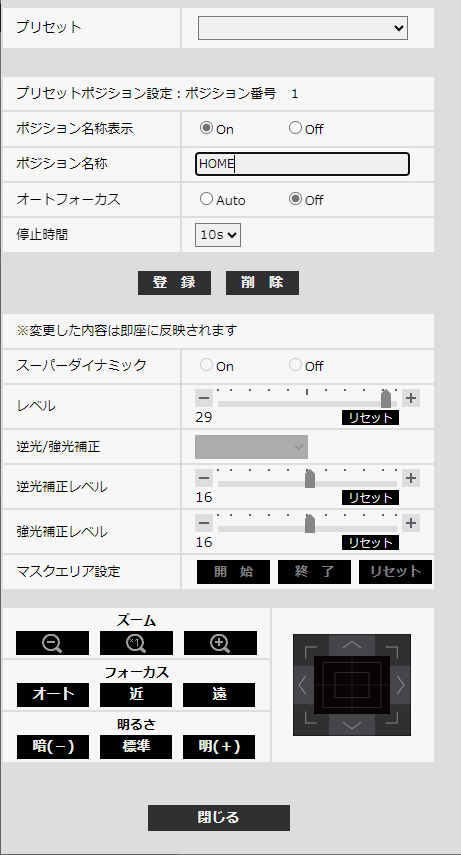 プリセット
プリセットポジション設定：ポジション番号　1
ポジション名称表示 On Off
ポジション名称 HOME
オートフォーカス Auto Off
停止時間 10s
登　録 削　除
※変更した内容は即座に反映されます
スーパーダイナミック On Off
レベル － ＋
29 リセット
逆光/強光補正
逆光補正レベル － ＋
16 リセット
強光補正レベル － ＋
16 リセット
マスクエリア設定 開　始 終　了 リセット
ズーム
×1
フォーカス
オート 近 遠
明るさ
暗(－) 標準 明(＋)
閉じる